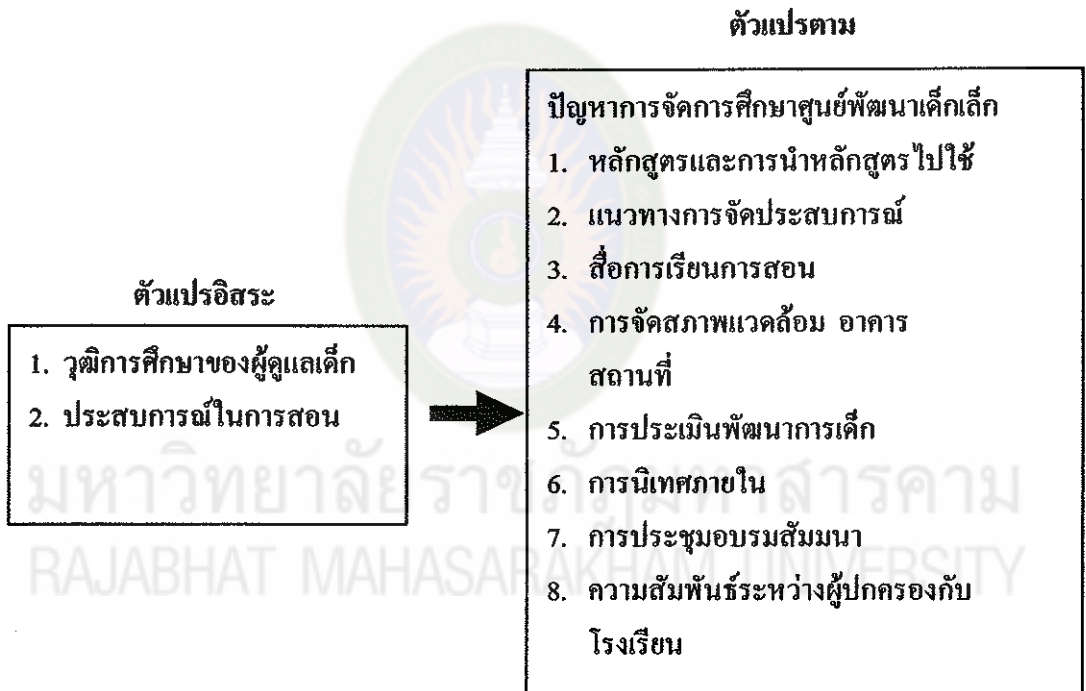 ตัวแปรตาม
ปัญหาการจัดการศึกษาศูนย์พัฒนาเด็กเล็ก
1. หลักสูตรและการนำหลักสูตรไปใช้
2. แนวทางการจัดประสบการณ์
3. สื่อการเรียนการสอน
4. การจัดสภาพแวดล้อม อาคาร
สถานที่
5. การประเมินพัฒนาการเด็ก
6. การนิเทศภายใน
7. การประชุมอบรมสัมมนา
8. ความสัมพันธ์ระหว่างผู้ปกครองกับ
โรงเรียน
ตัวแปรอิสระ
1. วุฒิการศึกษาของผู้ดูแลเด็ก
2. ประสบการณ์ในการสอน
มหาวิทยาลัยราชภัฏมหาสารคาม
RAJABHAT MAHASARAKHAM UNIVERSITY